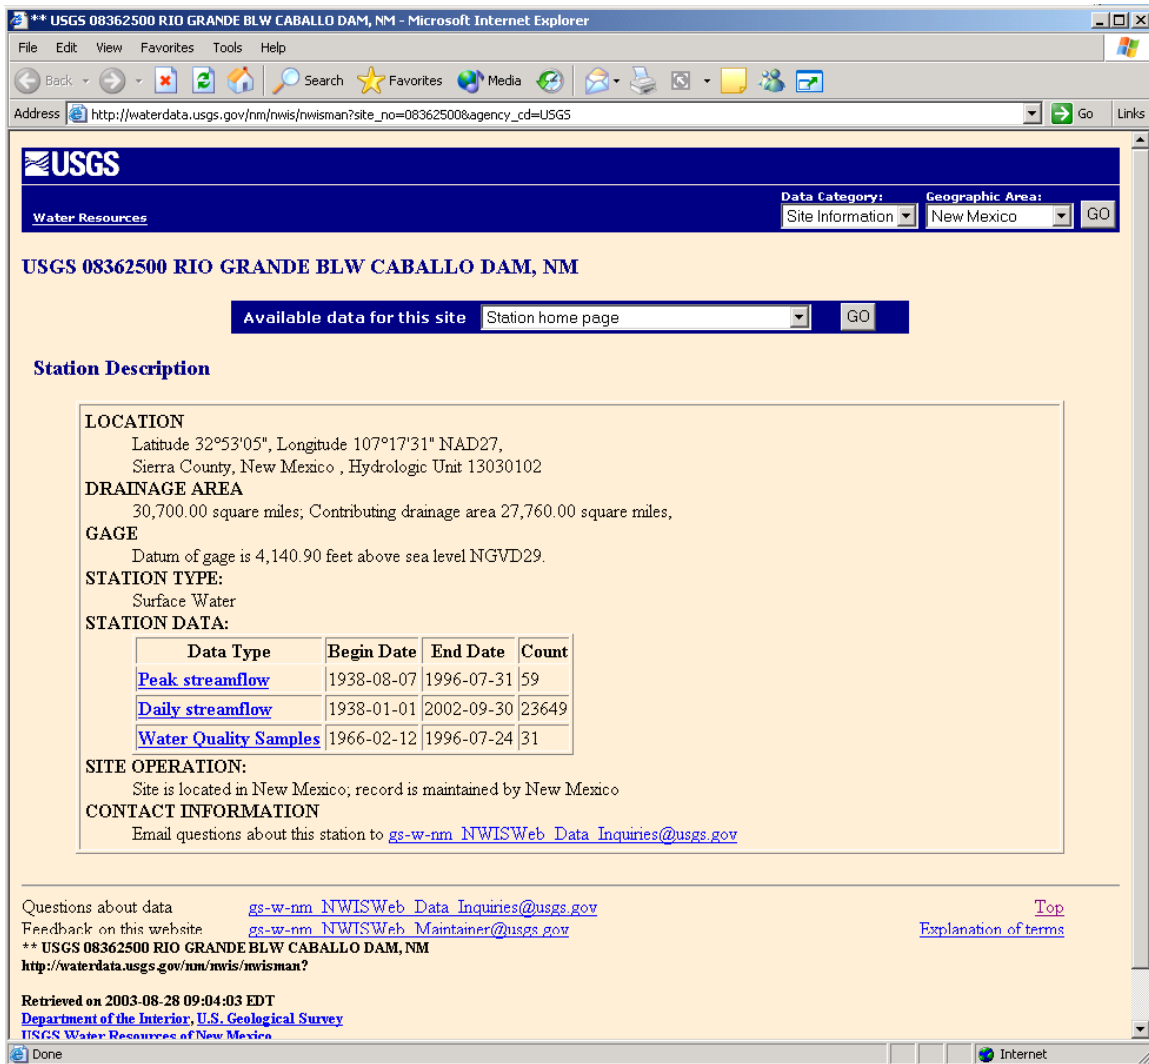 ** USGS 08362500 RIO GRANDE BLW CABALLO DAM, NM - Microsoft Internet Explorer
File Edit View Favorites Tools Help
Back Search Favorites Media
Address http://waterdata.usgs.gov/nm/nwis/nwisman?site_no=08362500&agency_cd=USGS Go Links
USGS
Data Category: Geographic Area:
Water Resources Site Information New Mexico GO
USGS 08362500 RIO GRANDE BLW CABALLO DAM, NM
Available data for this site Station home page GO
Station Description
LOCATION
Latitude 32°53'05", Longitude 107°17'31" NAD27,
Sierra County, New Mexico , Hydrologic Unit 13030102
DRAINAGE AREA
30,700.00 square miles; Contributing drainage area 27,760.00 square miles,
GAGE
Datum of gage is 4,140.90 feet above sea level NGVD29.
STATION TYPE:
Surface Water
STATION DATA:
Data Type Begin Date End Date Count
Peak streamflow 1938-08-07 1996-07-31 59
Daily streamflow 1938-01-01 2002-09-30 23649
Water Quality Samples 1966-02-12 1996-07-24 31
SITE OPERATION:
Site is located in New Mexico; record is maintained by New Mexico
CONTACT INFORMATION
Email questions about this station to gs-w-nm_NWISWeb_Data_Inquiries@usgs.gov
Questions about data gs-w-nm_NWISWeb_Data_Inquiries@usgs.gov Top
Feedback on this website gs-w-nm_NWISWeb_Maintainer@usgs.gov Explanation of terms
** USGS 08362500 RIO GRANDE BLW CABALLO DAM, NM
http://waterdata.usgs.gov/nm/nwis/nwisman?
Retrieved on 2003-08-28 09:04:03 EDT
Department of the Interior, U.S. Geological Survey
USGS Water Resources of New Mexico
Done Internet